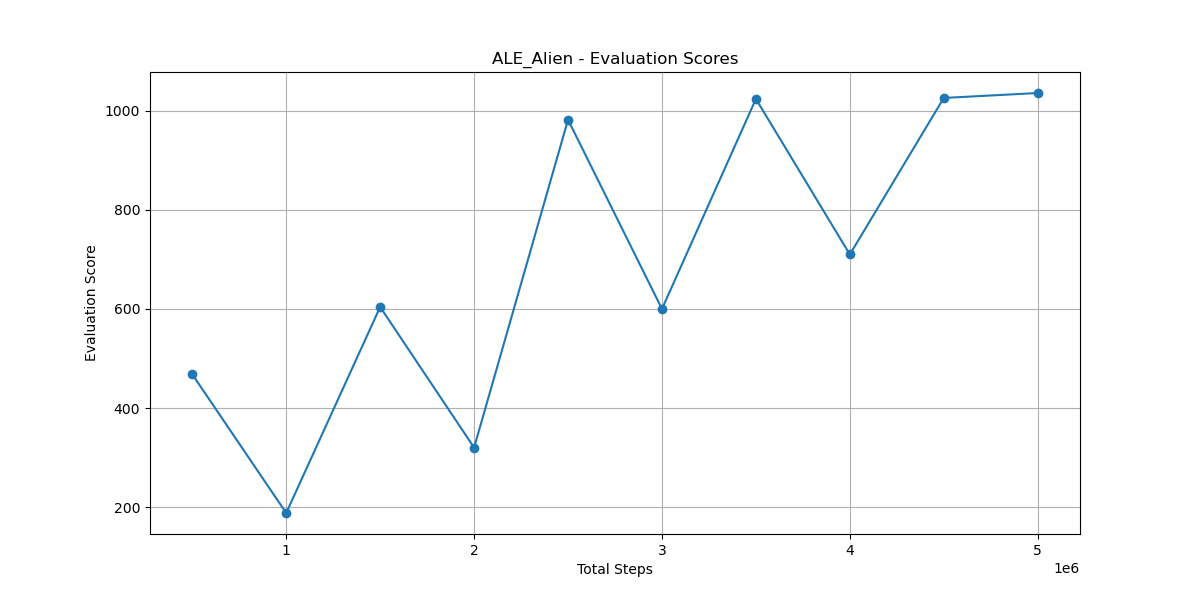 ALE_Alien - Evaluation Scores
Evaluation Score
1000
800
600
400
200
1 2 3 4 5
Total Steps
1e6